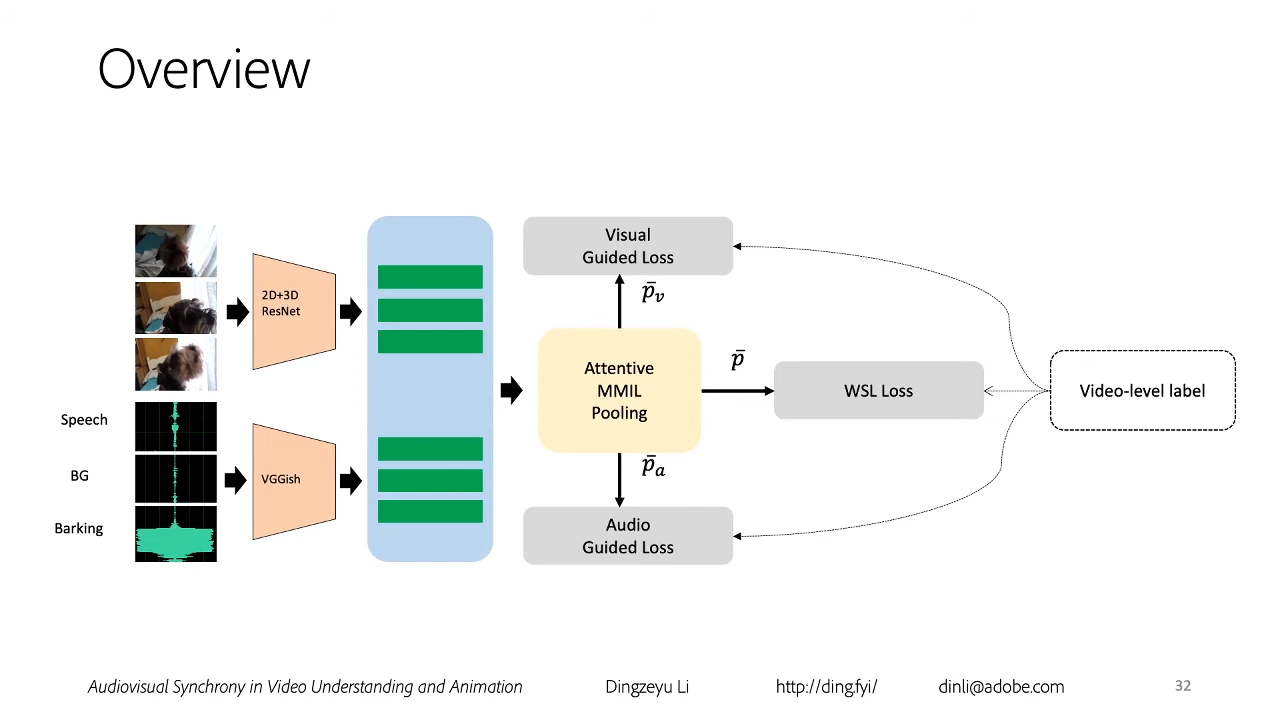 Overview
Visual
Guided Loss
2D+3D
ResNet
p̄ᵥ
Attentive
MMIL
Pooling
p̄
WSL Loss
Video-level label
Speech
BG
Barking
VGGish
p̄ₐ
Audio
Guided Loss
Audiovisual Synchrony in Video Understanding and Animation Dingzeyu Li http://ding.fyi/ dinli@adobe.com 32